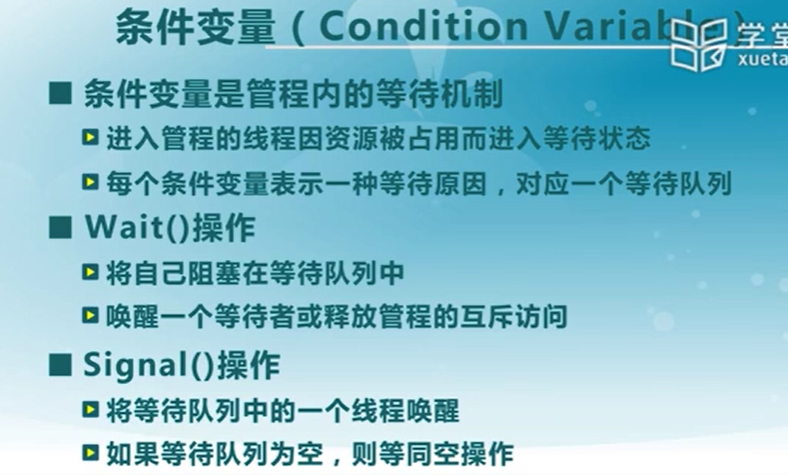 条件变量（Condition Variable）
学堂
xueta
条件变量是管程内的等待机制
进入管程的线程因资源被占用而进入等待状态
每个条件变量表示一种等待原因，对应一个等待队列
Wait()操作
将自己阻塞在等待队列中
唤醒一个等待者或释放管程的互斥访问
Signal()操作
将等待队列中的一个线程唤醒
如果等待队列为空，则等同空操作